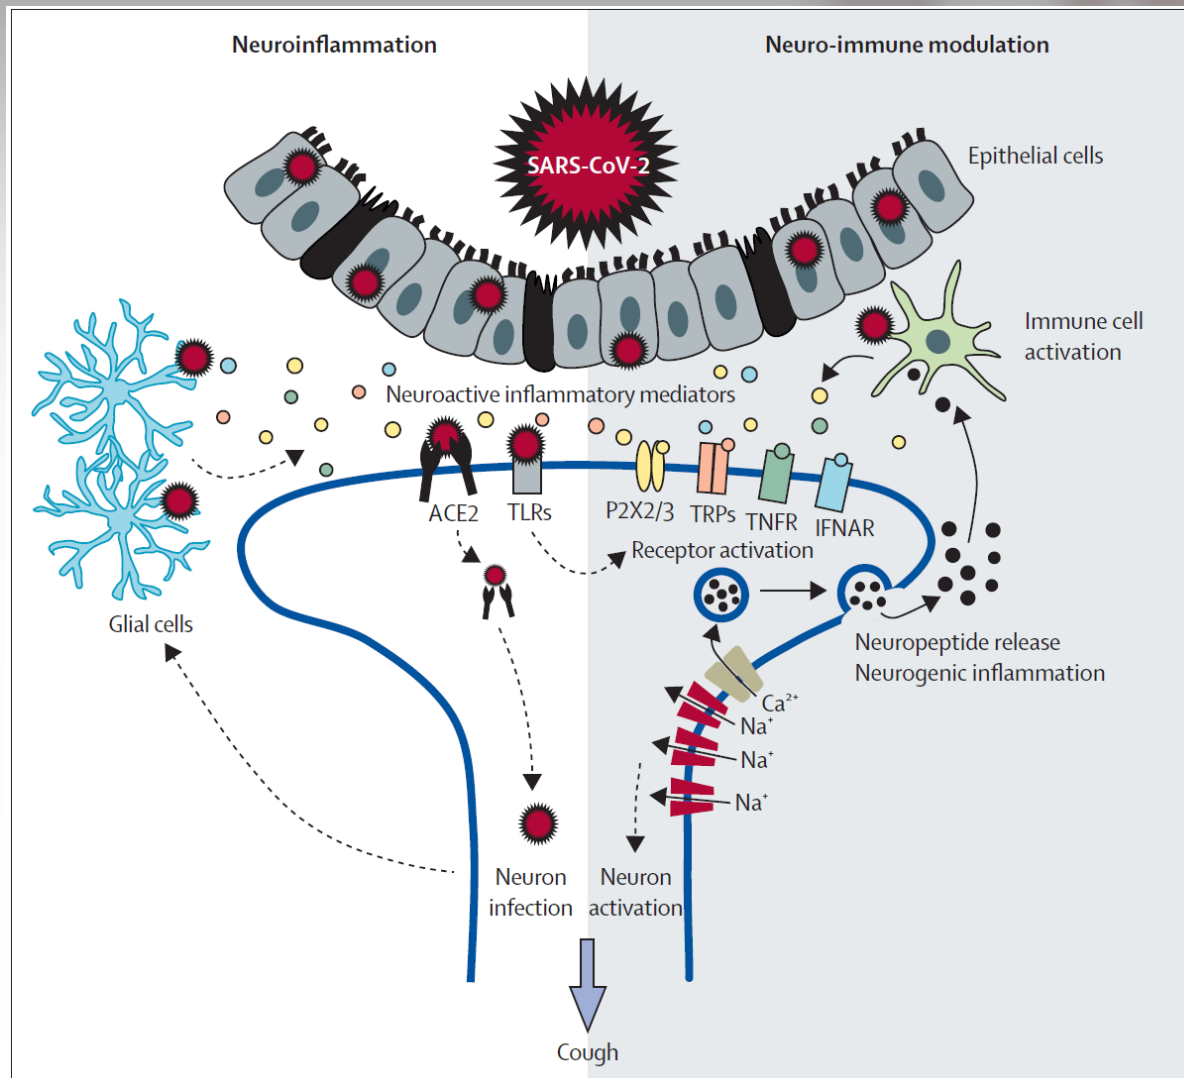 Neuroinflammation
Neuro-immune modulation
SARS-CoV-2
Epithelial cells
Immune cell
activation
Neuroactive inflammatory mediators
ACE2
TLRs
P2X2/3
TRPs
TNFR
IFNAR
Receptor activation
Glial cells
Neuropeptide release
Neurogenic inflammation
Ca²⁺
Na⁺
Na⁺
Na⁺
Neuron
infection
Neuron
activation
Cough